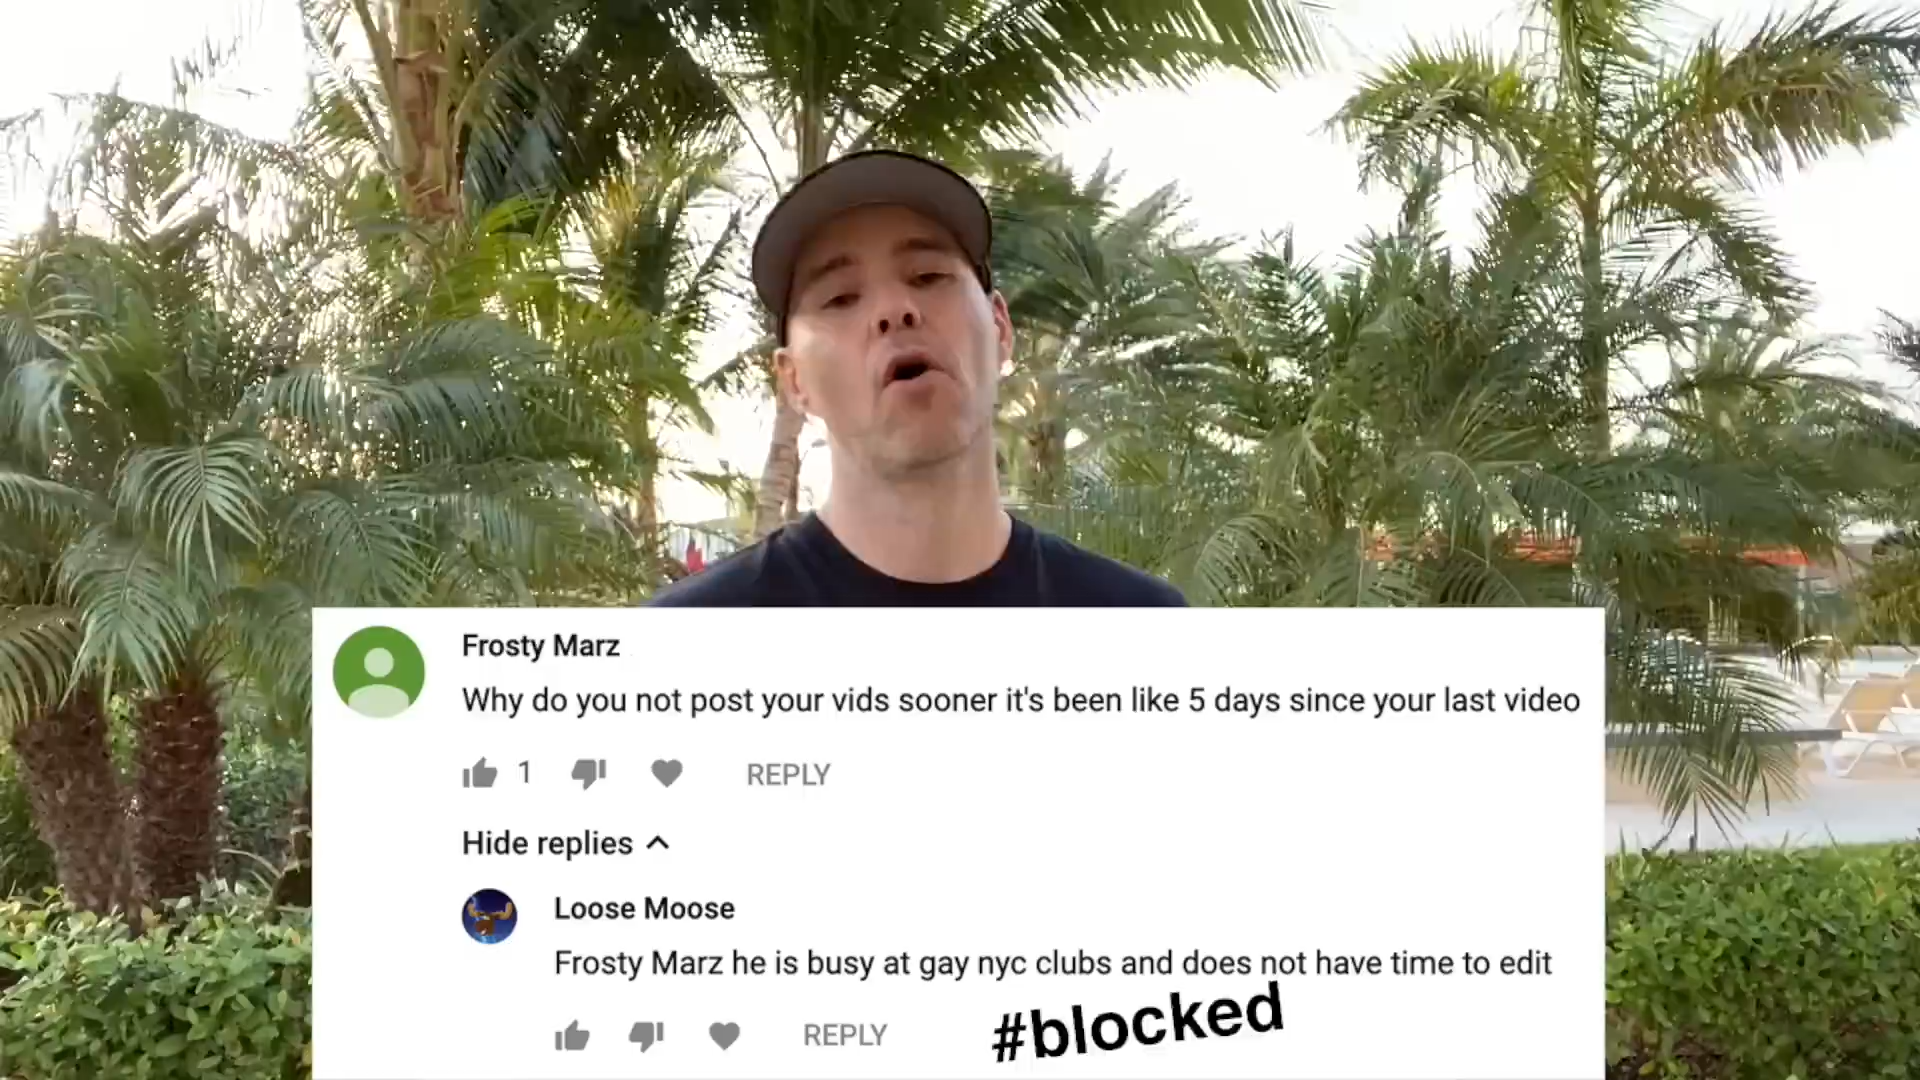 Frosty Marz
Why do you not post your vids sooner it's been like 5 days since your last video
1
REPLY
Hide replies
Loose Moose
Frosty Marz he is busy at gay nyc clubs and does not have time to edit
REPLY
#blocked